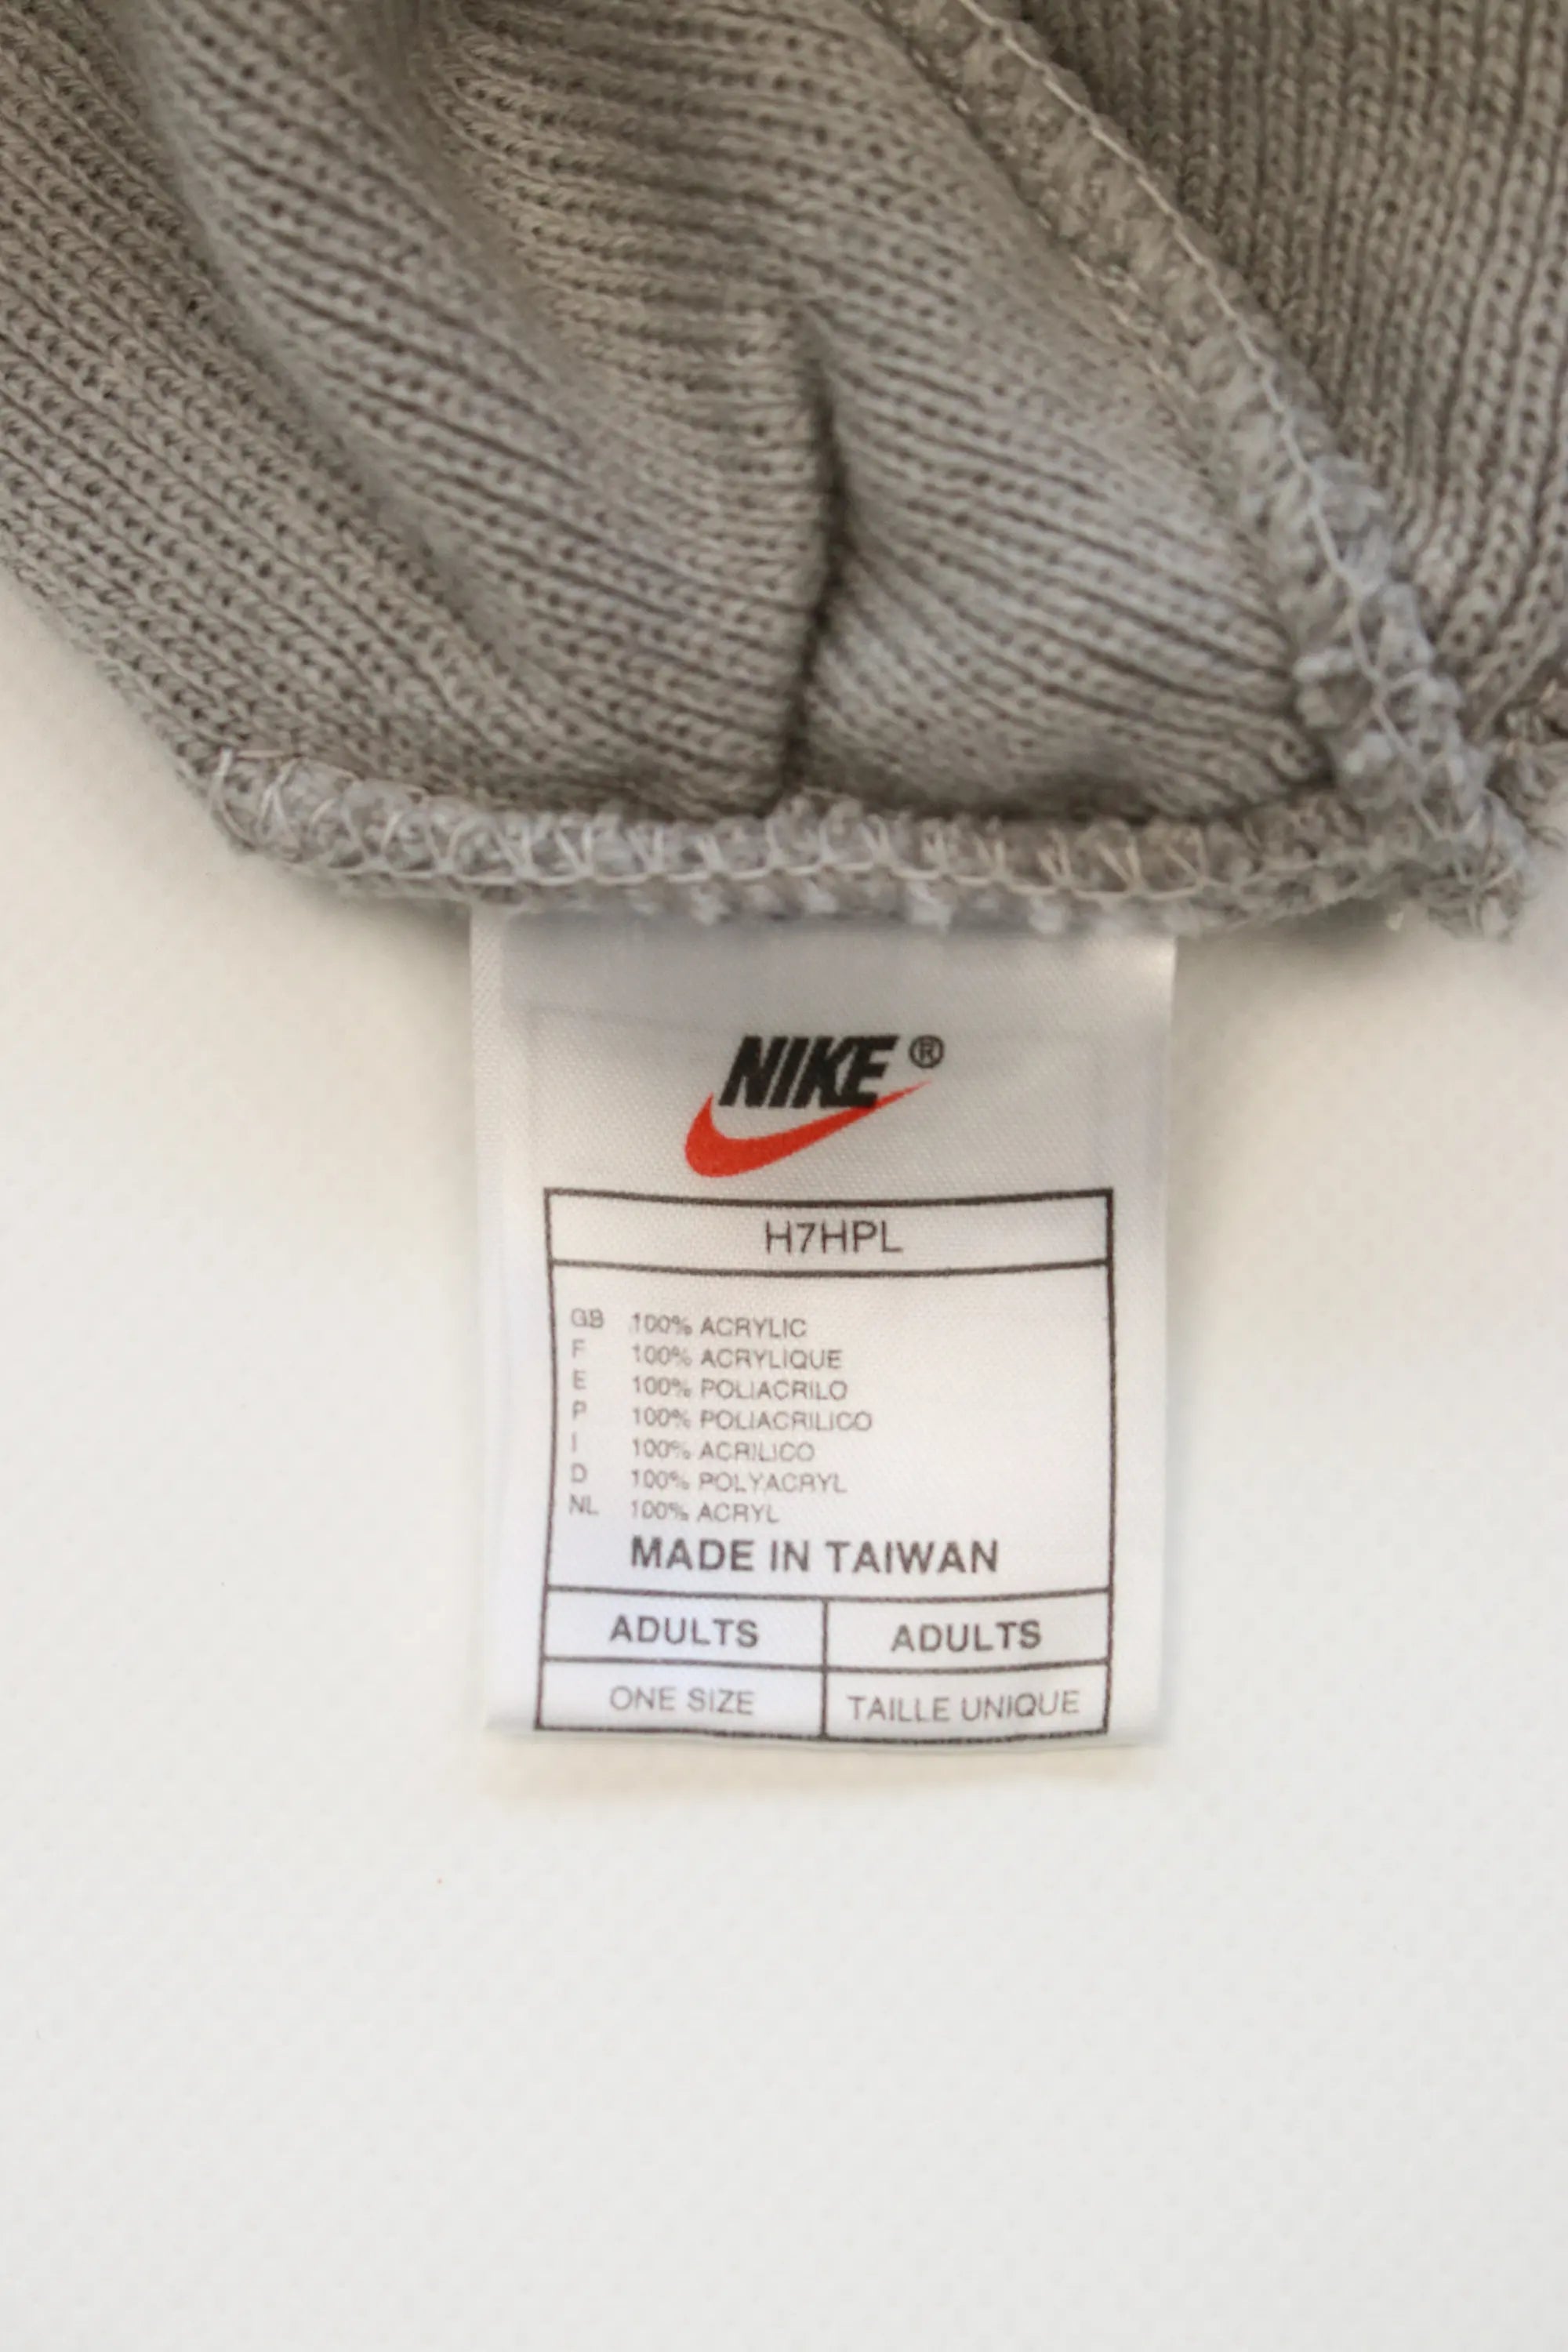 NIKE ®
H7HPL
GB 100% ACRYLIC
F 100% ACRYLIQUE
E 100% POLIACRILO
P 100% POLIACRILICO
I 100% ACRILICO
D 100% POLYACRYL
NL 100% ACRYL
MADE IN TAIWAN
ADULTS ADULTS
ONE SIZE TAILLE UNIQUE